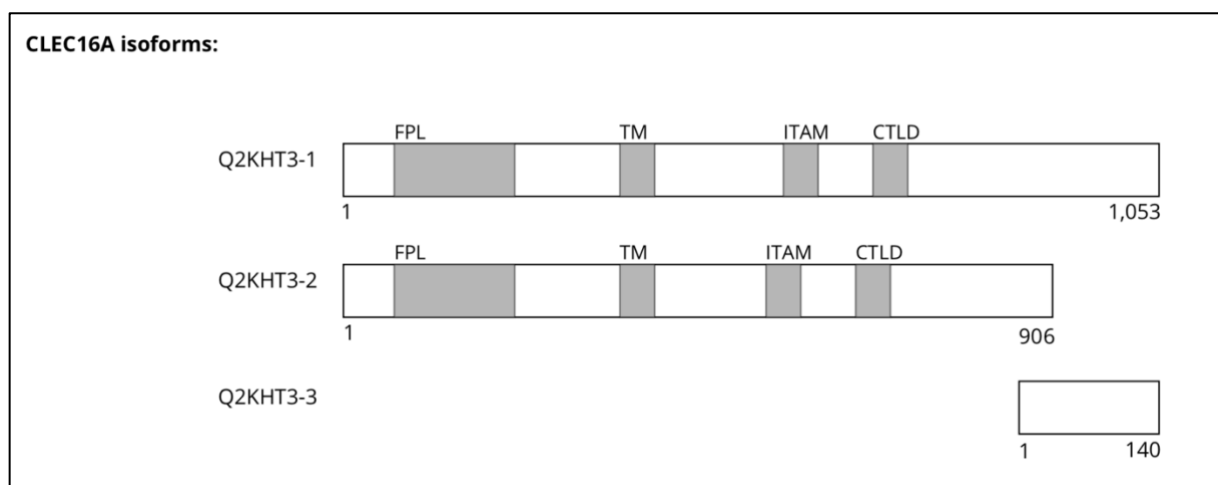 CLEC16A isoforms:
FPL TM ITAM CTLD
Q2KHT3-1
1 1,053
FPL TM ITAM CTLD
Q2KHT3-2
1 906
Q2KHT3-3
1 140